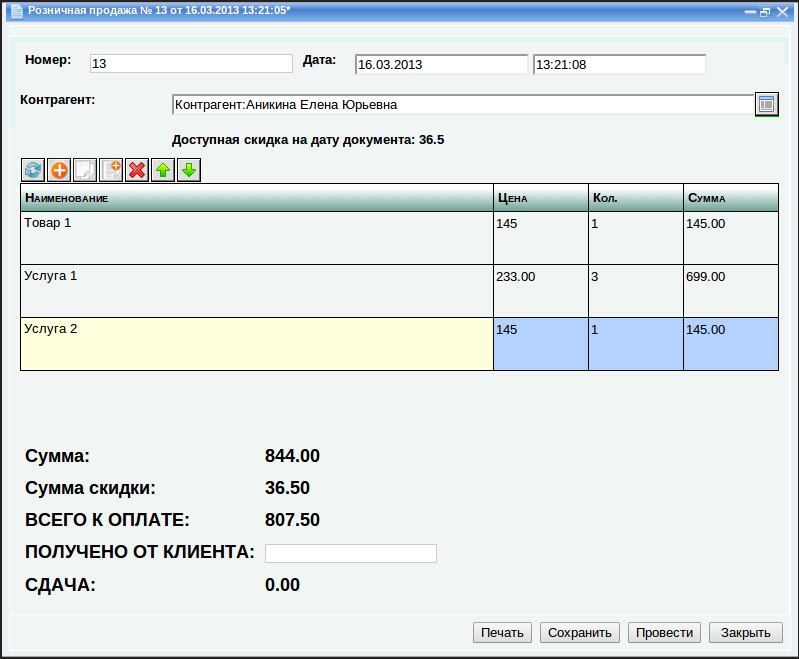 Розничная продажа № 13 от 16.03.2013 13:21:05*
Номер: 13 Дата: 16.03.2013 13:21:08
Контрагент: Контрагент:Аникина Елена Юрьевна
Доступная скидка на дату документа: 36.5
Наименование Цена Кол. Сумма
Товар 1 145 1 145.00
Услуга 1 233.00 3 699.00
Услуга 2 145 1 145.00
Сумма: 844.00
Сумма скидки: 36.50
ВСЕГО К ОПЛАТЕ: 807.50
ПОЛУЧЕНО ОТ КЛИЕНТА:
СДАЧА: 0.00
Печать Сохранить Провести Закрыть